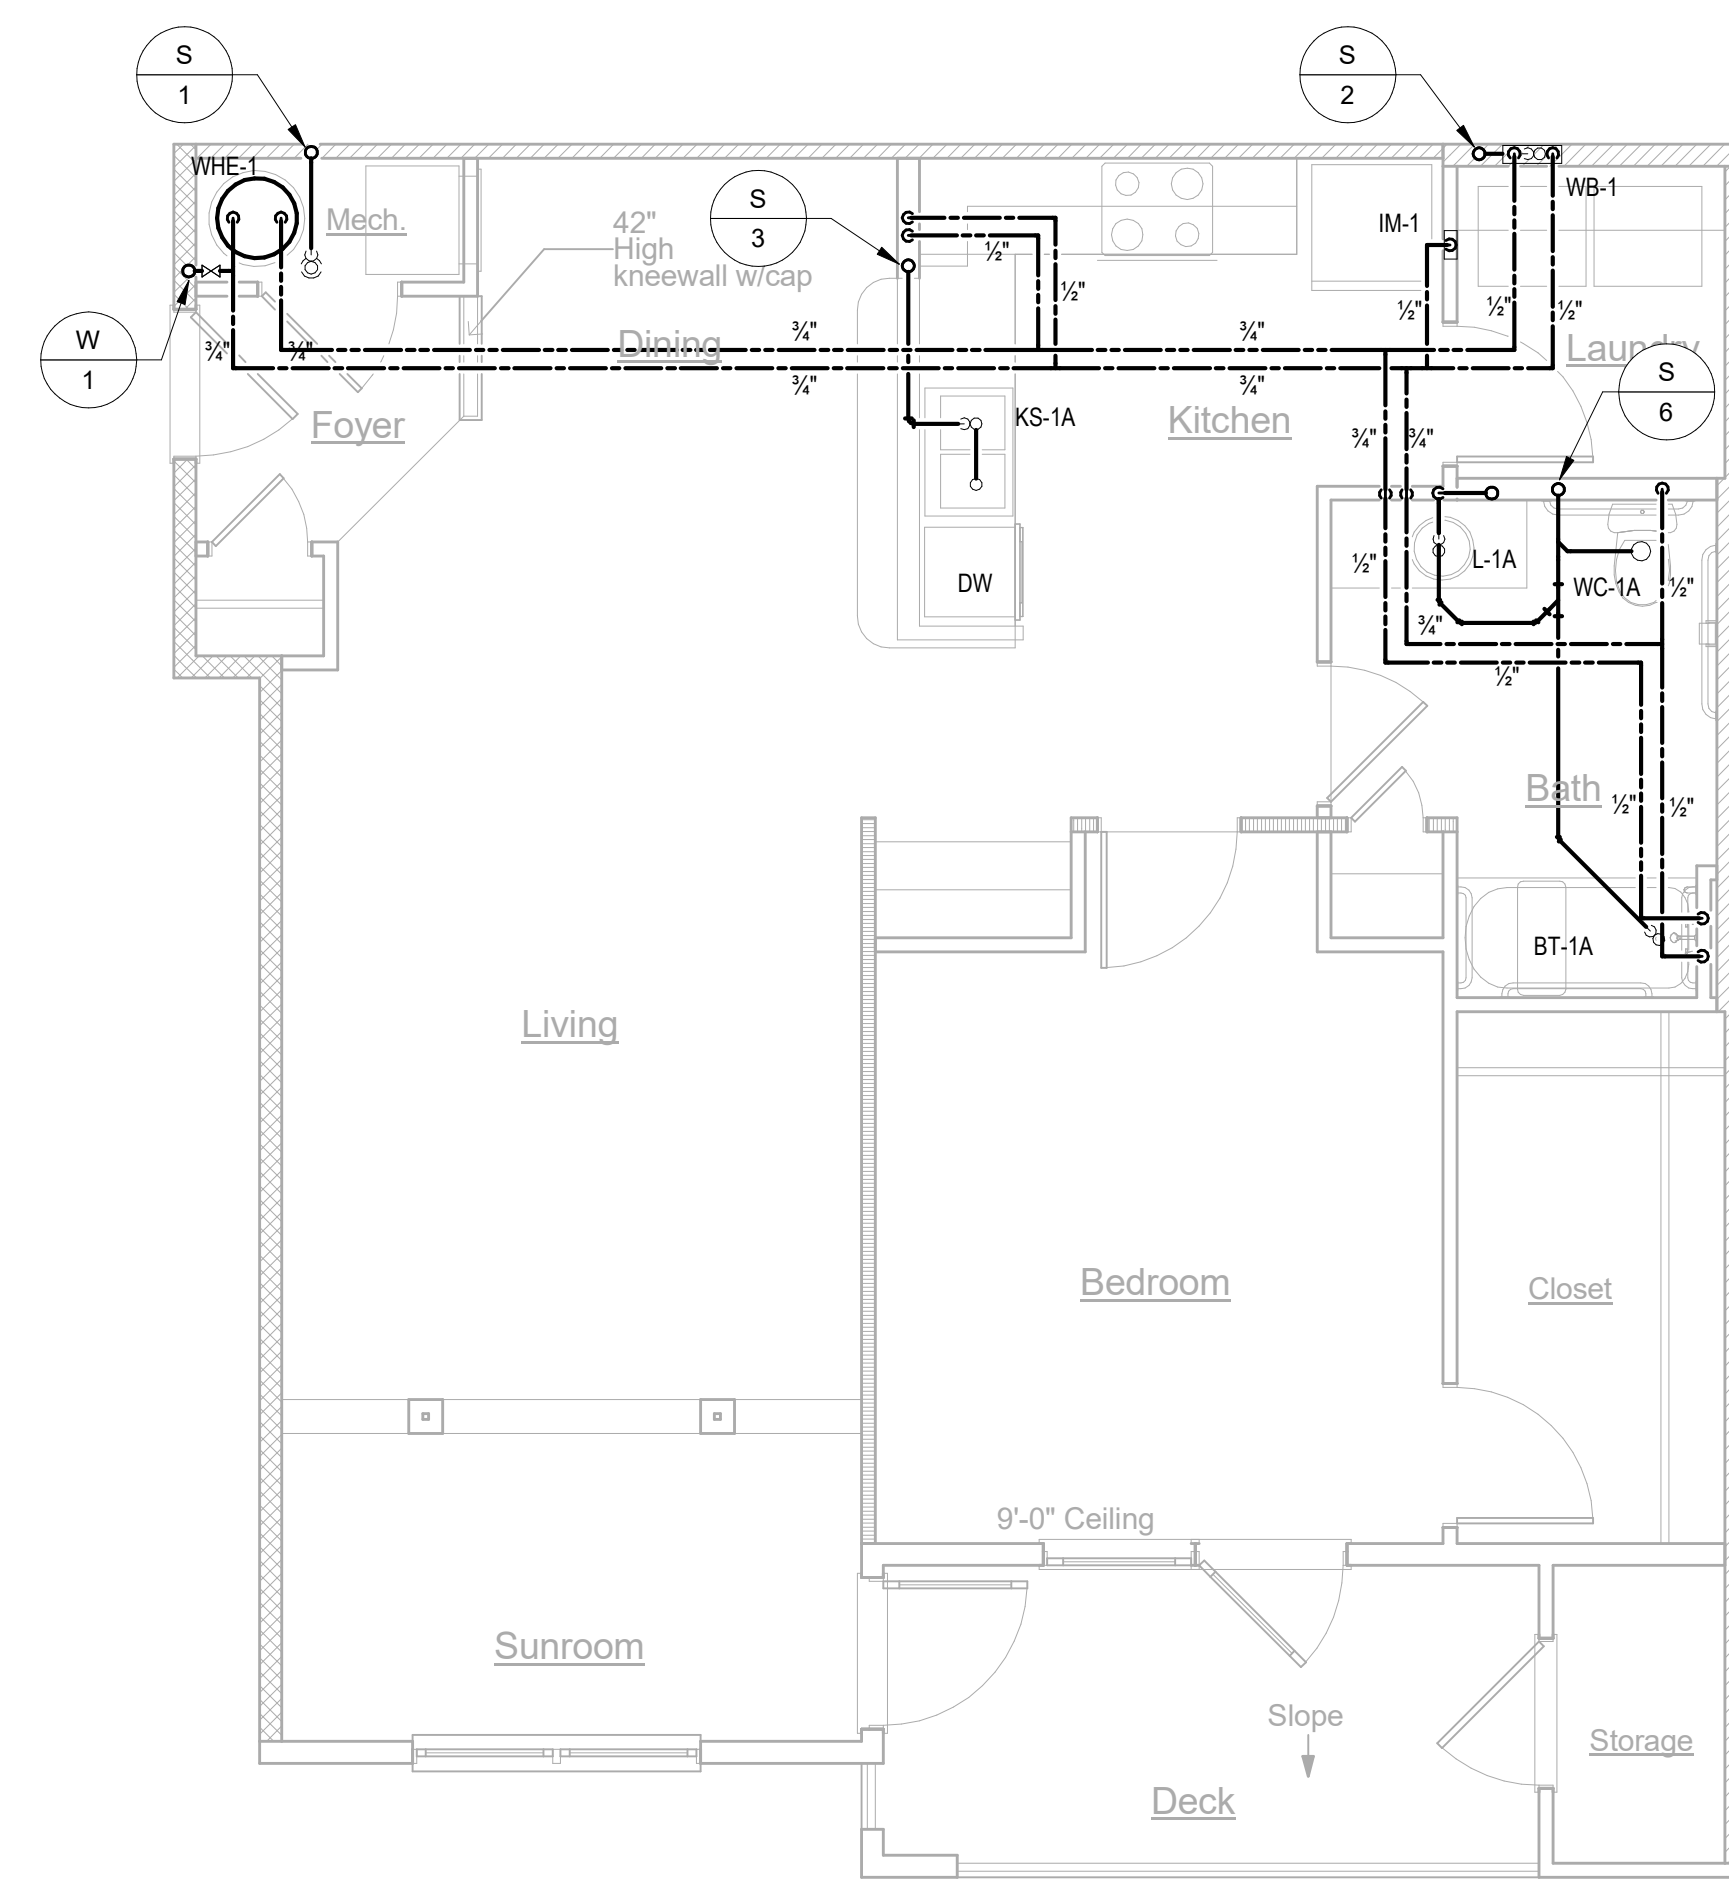 S
1
S
2
WHE-1
Mech.
S
3
42"
High
kneewall w/cap
WB-1
IM-1
½"
½"
½"
½"
½"
W
1
¾"
¾"
Dining
¾"
¾"
¾"
¾"
Laundry
S
6
Foyer
KS-1A
Kitchen
¾"
¾"
DW
½"
L-1A
WC-1A
½"
¾"
½"
Bath
½"
½"
BT-1A
Living
Bedroom
Closet
9'-0" Ceiling
Sunroom
Slope
Storage
Deck